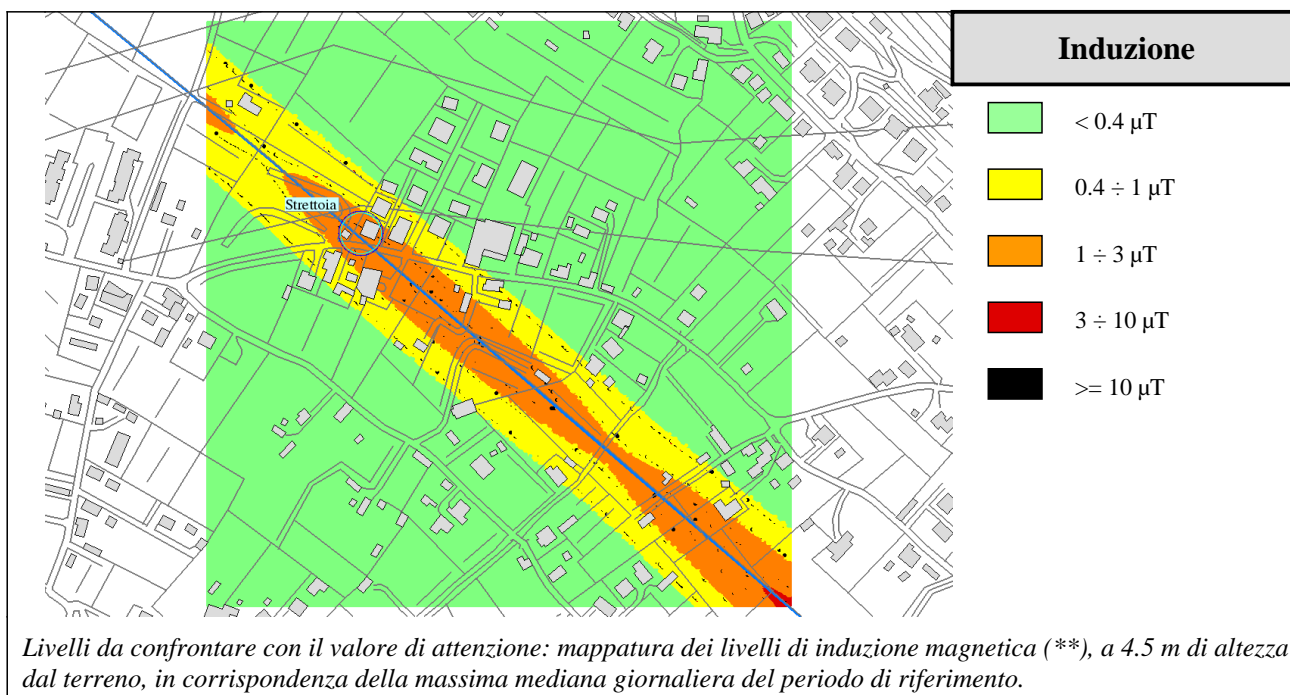 Induzione
< 0.4 µT
0.4 ÷ 1 µT
1 ÷ 3 µT
3 ÷ 10 µT
>= 10 µT
Strettoia
Livelli da confrontare con il valore di attenzione: mappatura dei livelli di induzione magnetica (**), a 4.5 m di altezza
dal terreno, in corrispondenza della massima mediana giornaliera del periodo di riferimento.